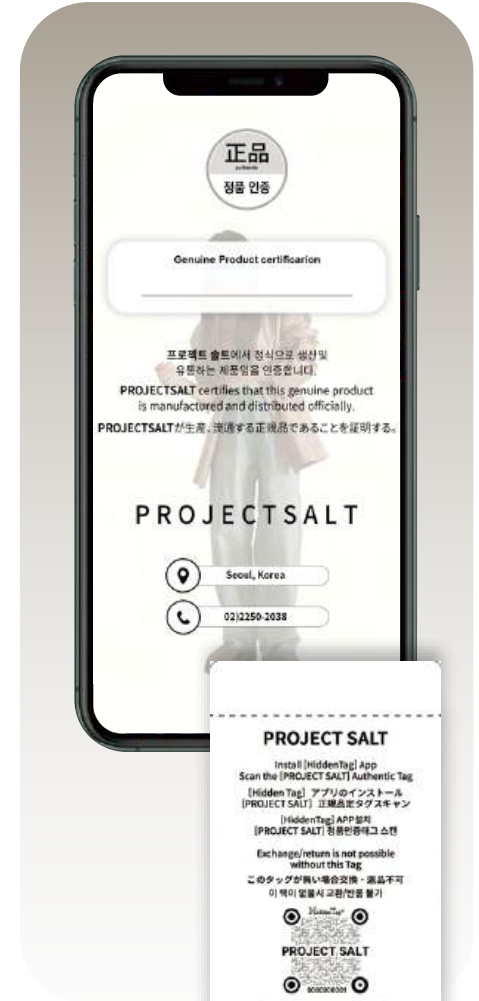 正品
authentic
정품 인증
Genuine Product certificarion
프로젝트 솔트에서 정식으로 생산및
유통하는 제품임을 인증합니다.
PROJECTSALT certifies that this genuine product
is manufactured and distributed officially.
PROJECTSALTが生産、流通する正規品であることを証明する。
PROJECTSALT
Seoul, Korea
02)2250-2038
PROJECT SALT
Install [HiddenTag] App
Scan the [PROJECT SALT] Authentic Tag
[Hidden Tag] アプリのインストール
[PROJECT SALT] 正規品定タグスキャン
[HiddenTag] APP설치
[PROJECT SALT] 정품인증태그 스캔
Exchange/return is not possible
without this Tag
このタッグが無い場合交換・返品不可
이 택이 없을시 교환/반품 불가
HiddenTag
PROJECT SALT
0000000001